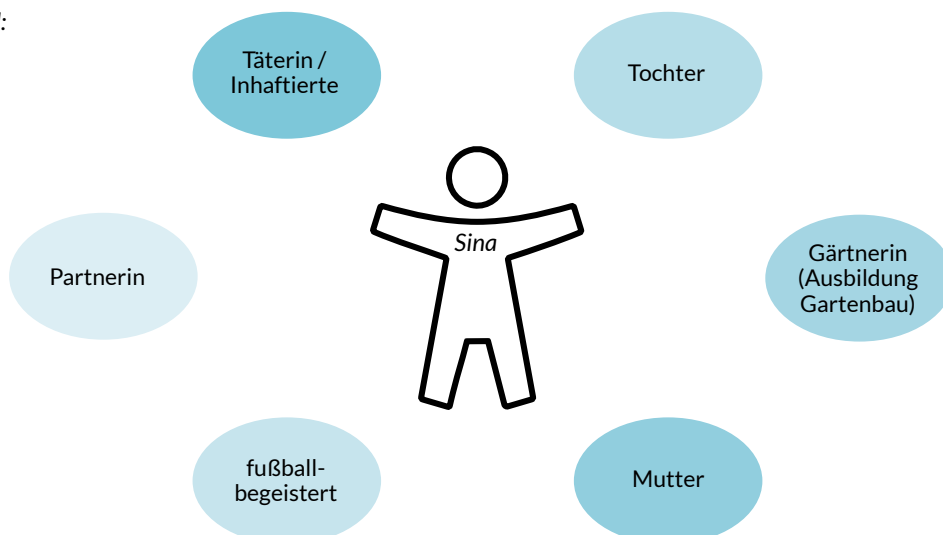 Täterin /
Inhaftierte
Tochter
Sina
Partnerin
Gärtnerin
(Ausbildung
Gartenbau)
fußball-
begeistert
Mutter